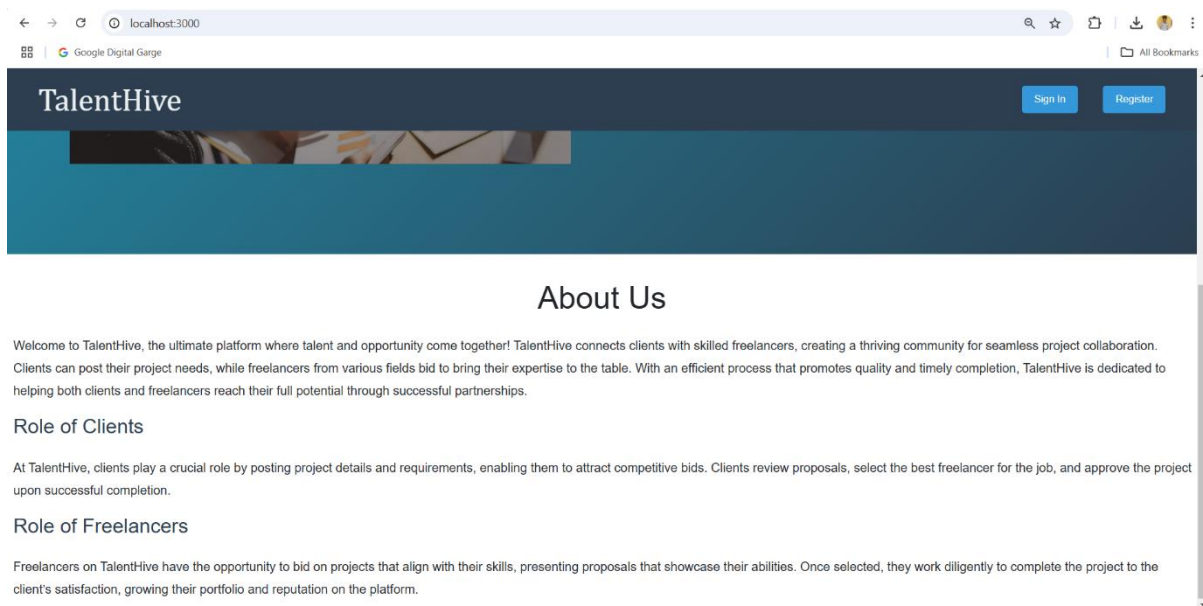 localhost:3000
Google Digital Garge
All Bookmarks
TalentHive
Sign In
Register
About Us
Welcome to TalentHive, the ultimate platform where talent and opportunity come together! TalentHive connects clients with skilled freelancers, creating a thriving community for seamless project collaboration.
Clients can post their project needs, while freelancers from various fields bid to bring their expertise to the table. With an efficient process that promotes quality and timely completion, TalentHive is dedicated to
helping both clients and freelancers reach their full potential through successful partnerships.
Role of Clients
At TalentHive, clients play a crucial role by posting project details and requirements, enabling them to attract competitive bids. Clients review proposals, select the best freelancer for the job, and approve the project
upon successful completion.
Role of Freelancers
Freelancers on TalentHive have the opportunity to bid on projects that align with their skills, presenting proposals that showcase their abilities. Once selected, they work diligently to complete the project to the
client's satisfaction, growing their portfolio and reputation on the platform.